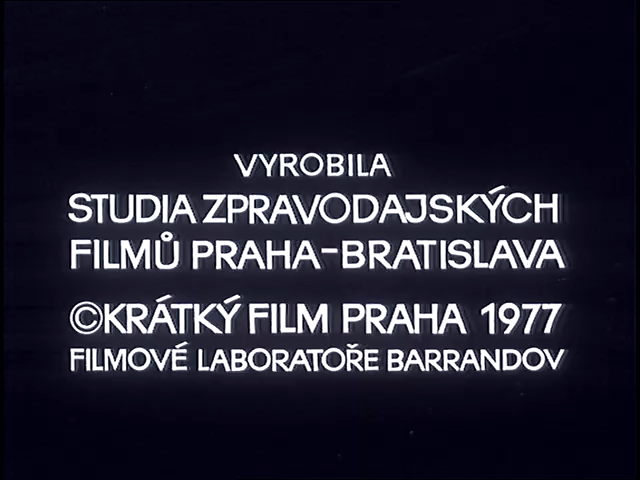 VYROBILA
STUDIA ZPRAVODAJSKÝCH
FILMŮ PRAHA-BRATISLAVA
©KRÁTKÝ FILM PRAHA 1977
FILMOVÉ LABORATOŘE BARRANDOV